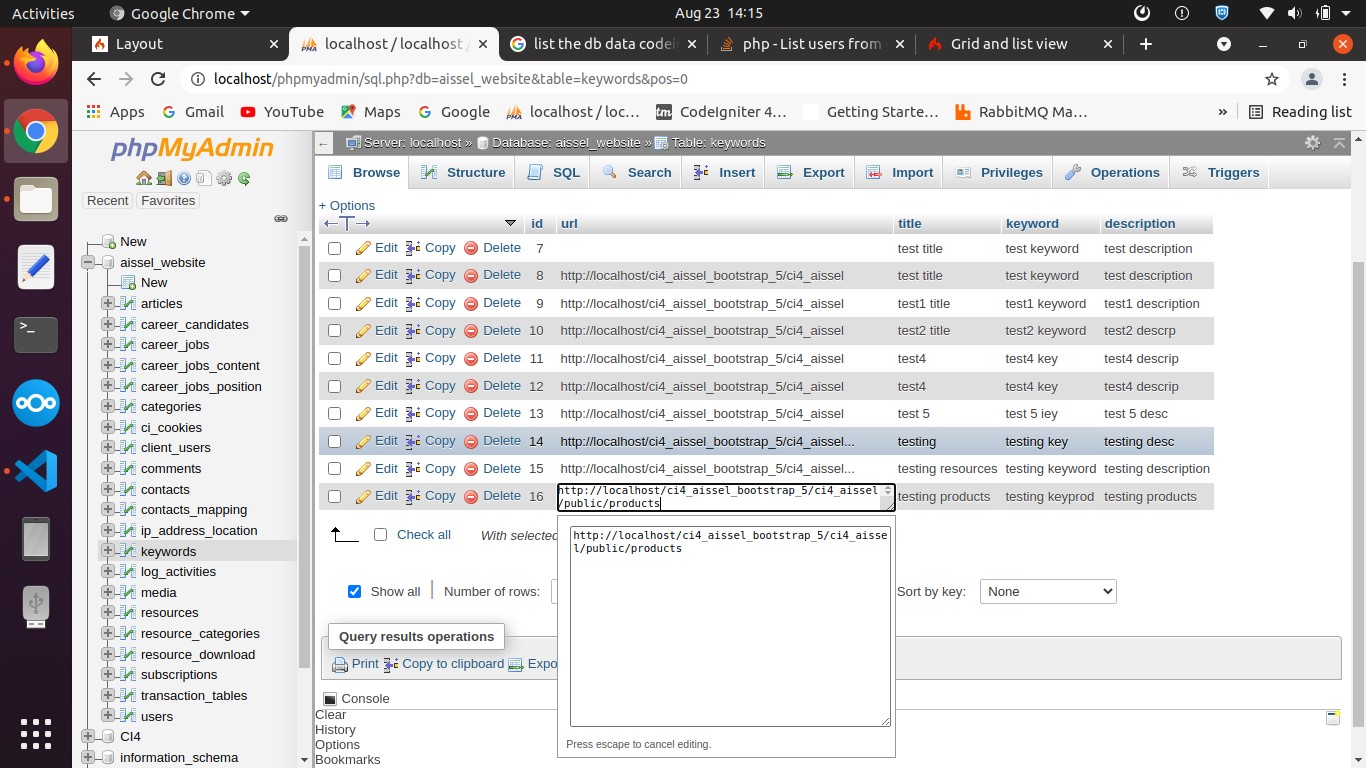 Activities Google Chrome Aug 23 14:15
Layout localhost / localhost / list the db data codei php - List users from Grid and list view
localhost/phpmyadmin/sql.php?db=aissel_website&table=keywords&pos=0
Apps Gmail YouTube Maps Google localhost / loc... CodeIgniter 4... Getting Starte... RabbitMQ Ma... » Reading list
phpMyAdmin
Recent Favorites
New
aissel_website
New
articles
career_candidates
career_jobs
career_jobs_content
career_jobs_position
categories
ci_cookies
client_users
comments
contacts
contacts_mapping
ip_address_location
keywords
log_activities
media
resources
resource_categories
resource_download
subscriptions
transaction_tables
users
CI4
information_schema
Server: localhost » Database: aissel_website » Table: keywords
Browse Structure SQL Search Insert Export Import Privileges Operations Triggers
+ Options
id url title keyword description
Edit Copy Delete 7 test title test keyword test description
Edit Copy Delete 8 http://localhost/ci4_aissel_bootstrap_5/ci4_aissel test title test keyword test description
Edit Copy Delete 9 http://localhost/ci4_aissel_bootstrap_5/ci4_aissel test1 title test1 keyword test1 description
Edit Copy Delete 10 http://localhost/ci4_aissel_bootstrap_5/ci4_aissel test2 title test2 keyword test2 descrp
Edit Copy Delete 11 http://localhost/ci4_aissel_bootstrap_5/ci4_aissel test4 test4 key test4 descrip
Edit Copy Delete 12 http://localhost/ci4_aissel_bootstrap_5/ci4_aissel test4 test4 key test4 descrip
Edit Copy Delete 13 http://localhost/ci4_aissel_bootstrap_5/ci4_aissel test 5 test 5 iey test 5 desc
Edit Copy Delete 14 http://localhost/ci4_aissel_bootstrap_5/ci4_aissel... testing testing key testing desc
Edit Copy Delete 15 http://localhost/ci4_aissel_bootstrap_5/ci4_aissel... testing resources testing keyword testing description
Edit Copy Delete 16 http://localhost/ci4_aissel_bootstrap_5/ci4_aissel testing products testing keyprod testing products
/public/products
Check all With selected
http://localhost/ci4_aissel_bootstrap_5/ci4_aisse
l/public/products
Show all Number of rows: Sort by key: None
Query results operations
Print Copy to clipboard Expo
Console
Clear
History
Options
Bookmarks
Press escape to cancel editing.